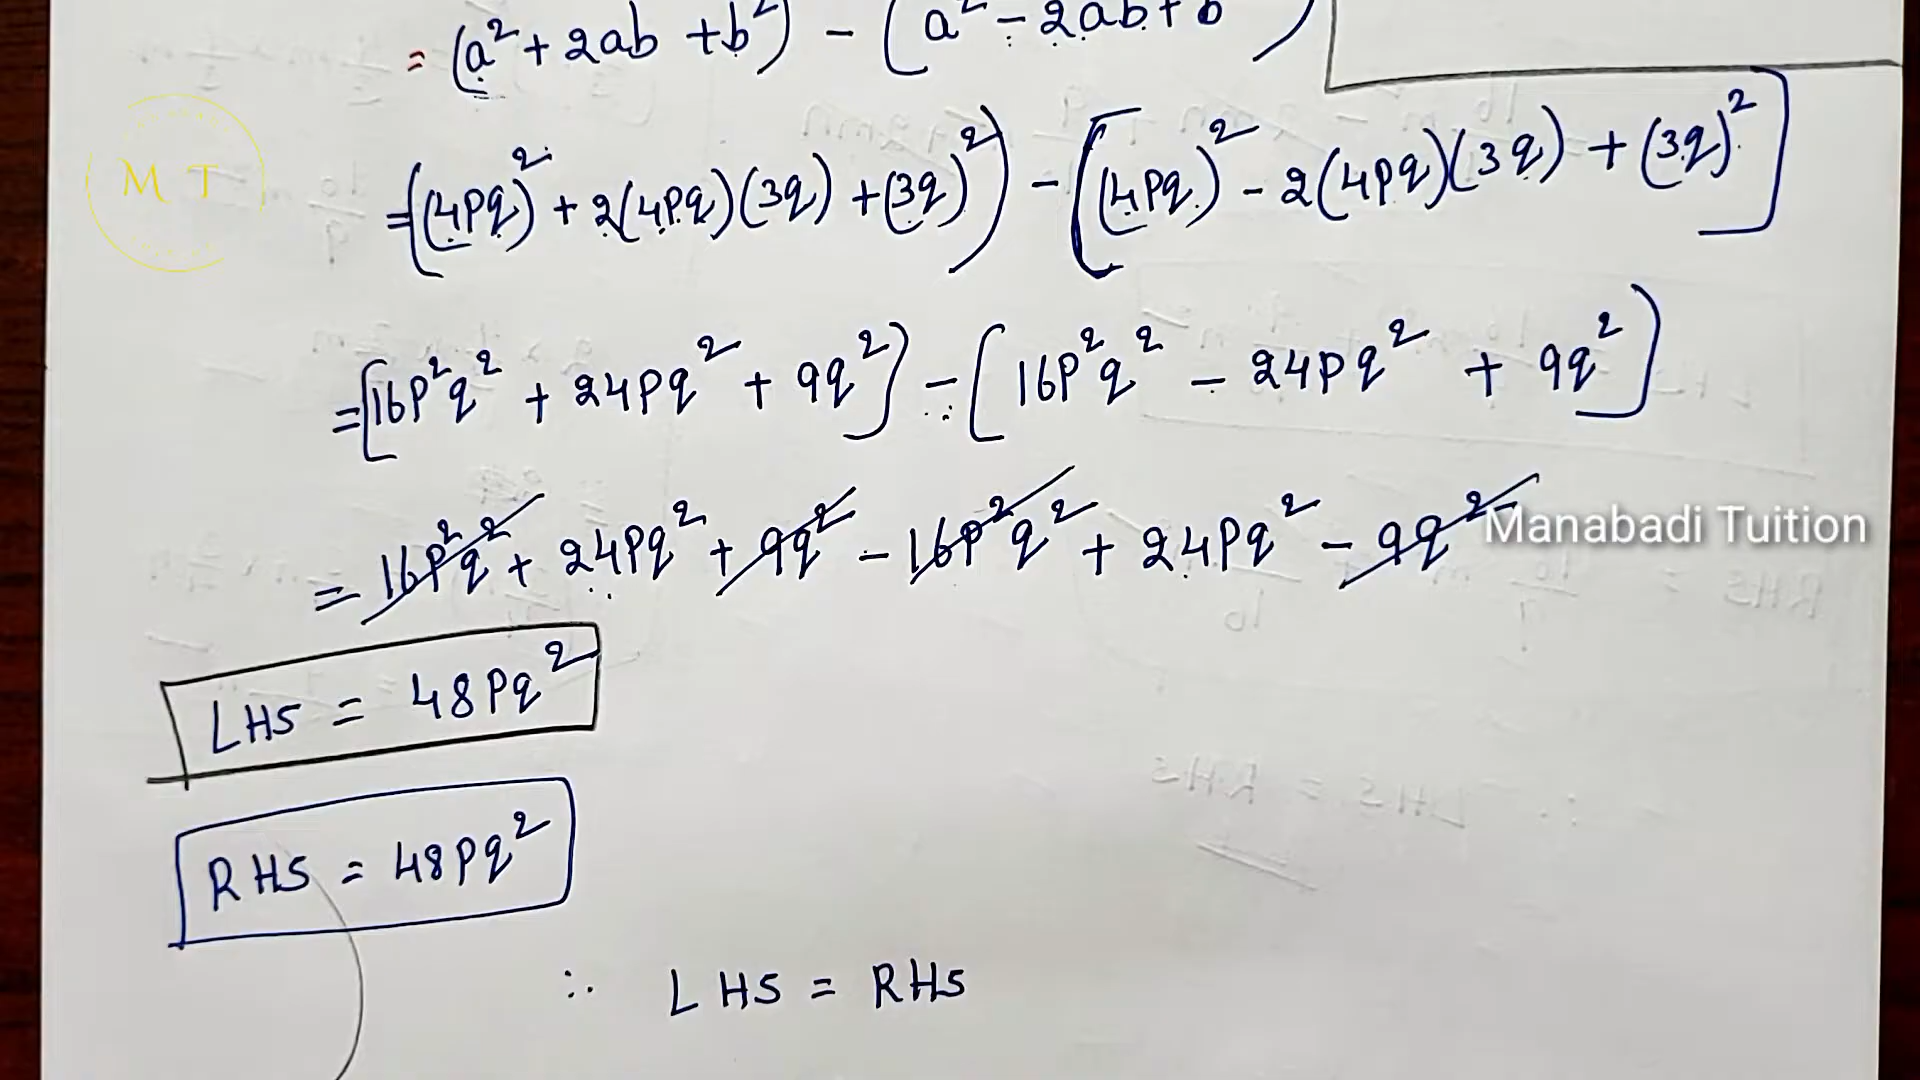 = (a² + 2ab + b²) - (a² - 2ab + b )
M T
= ((4Pq)² + 2(4Pq)(3q) + (3q)²) - [(4Pq)² - 2(4Pq)(3q) + (3q)²]
= [16P²q² + 24Pq² + 9q²] - [16P²q² - 24Pq² + 9q²]
= 16P²q² + 24Pq² + 9q² - 16P²q² + 24Pq² - 9q²
Manabadi Tuition
LHS = 48Pq²
RHS = 48Pq²
∴ LHS = RHS